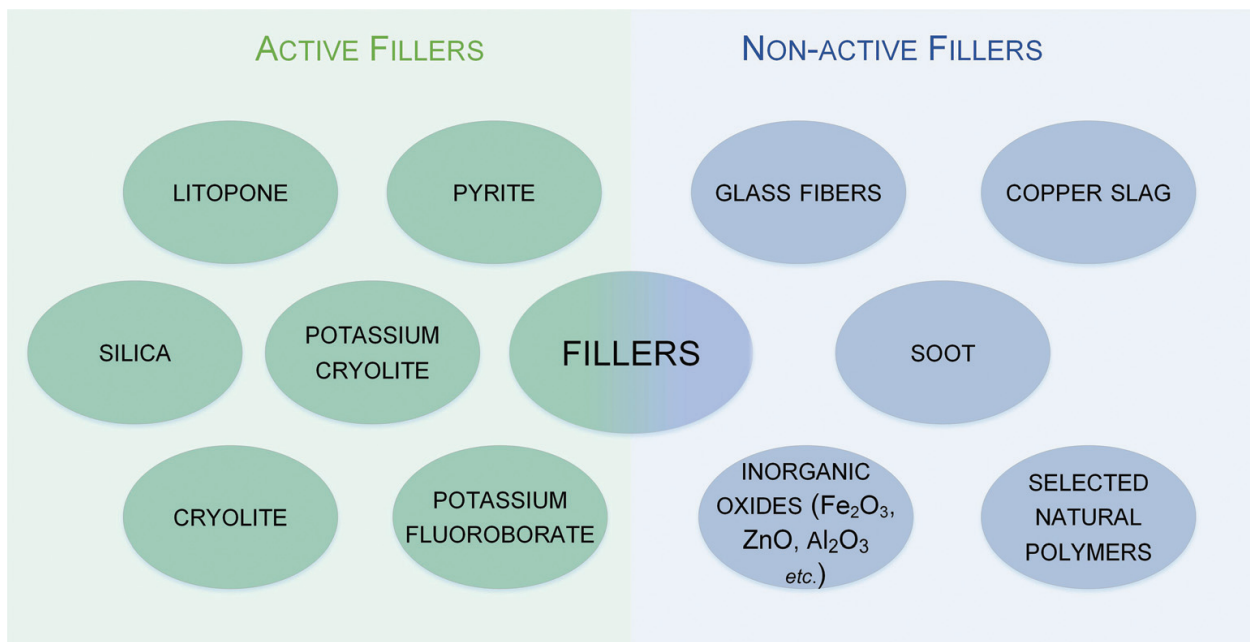 ACTIVE FILLERS
NON-ACTIVE FILLERS
LITOPONE
PYRITE
GLASS FIBERS
COPPER SLAG
SILICA
POTASSIUM
CRYOLITE
FILLERS
SOOT
CRYOLITE
POTASSIUM
FLUOROBORATE
INORGANIC
OXIDES (Fe₂O₃,
ZnO, Al₂O₃
etc.)
SELECTED
NATURAL
POLYMERS